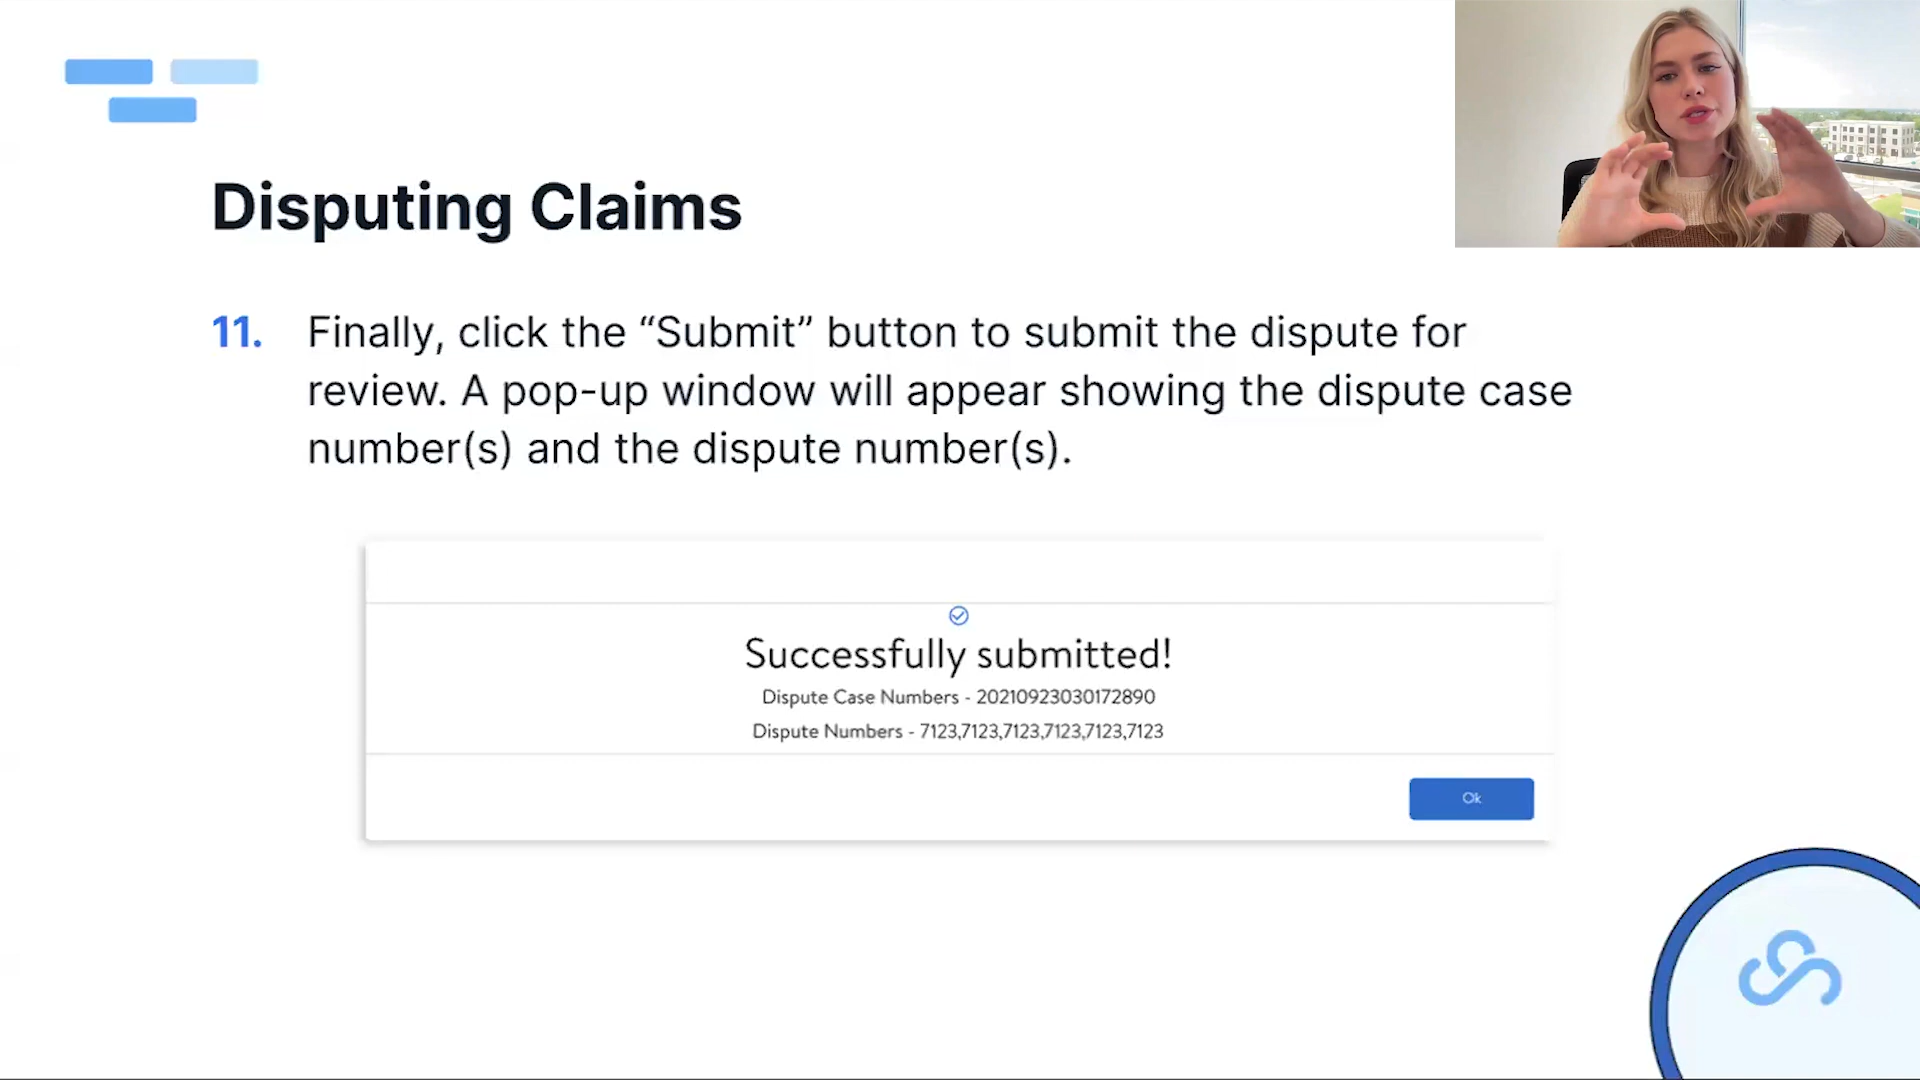 Disputing Claims
11. Finally, click the “Submit” button to submit the dispute for
review. A pop-up window will appear showing the dispute case
number(s) and the dispute number(s).
Successfully submitted!
Dispute Case Numbers - 20210923030172890
Dispute Numbers - 7123,7123,7123,7123,7123,7123
Ok